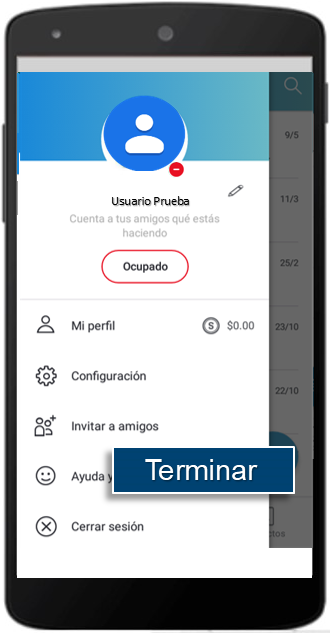 9/5
Usuario Prueba
11/3
Cuenta a tus amigos qué estás
haciendo
Ocupado
25/2
Mi perfil
S $0.00
23/10
Configuración
22/10
Invitar a amigos
Terminar
Ayuda y
Cerrar sesión